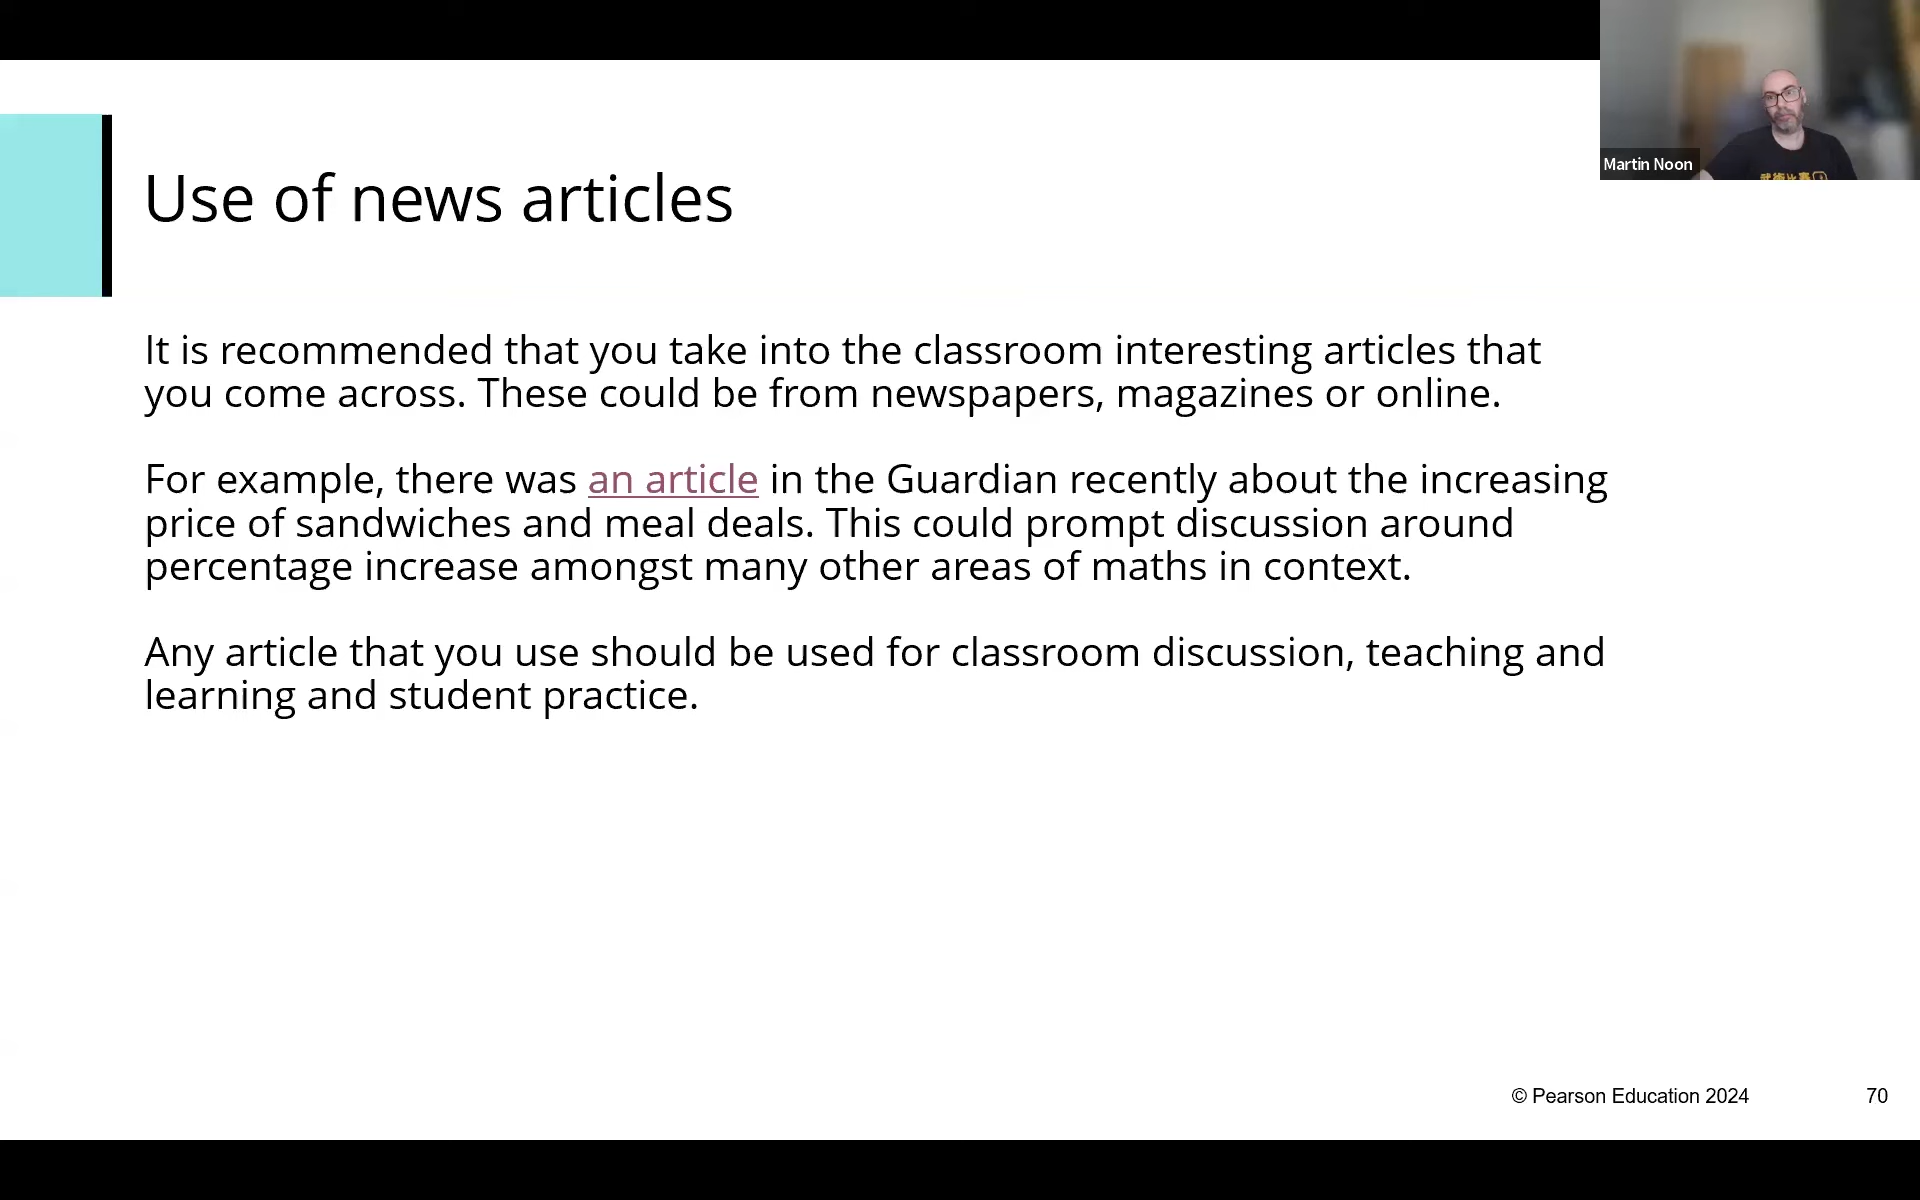 Martin Noon
Use of news articles
It is recommended that you take into the classroom interesting articles that
you come across. These could be from newspapers, magazines or online.
For example, there was an article in the Guardian recently about the increasing
price of sandwiches and meal deals. This could prompt discussion around
percentage increase amongst many other areas of maths in context.
Any article that you use should be used for classroom discussion, teaching and
learning and student practice.
© Pearson Education 2024
70